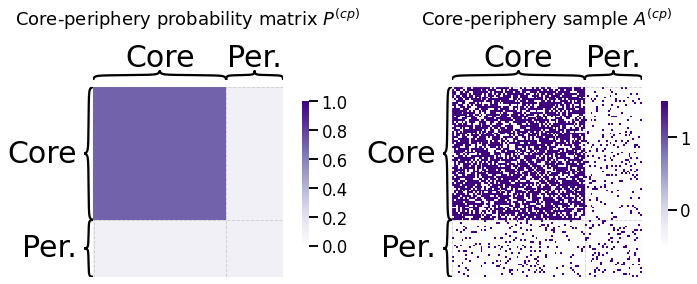 Core-periphery probability matrix P^(cp)
Core Per.
Core
Per.
1.0
0.8
0.6
0.4
0.2
0.0
Core-periphery sample A^(cp)
Core Per.
Core
Per.
1
0